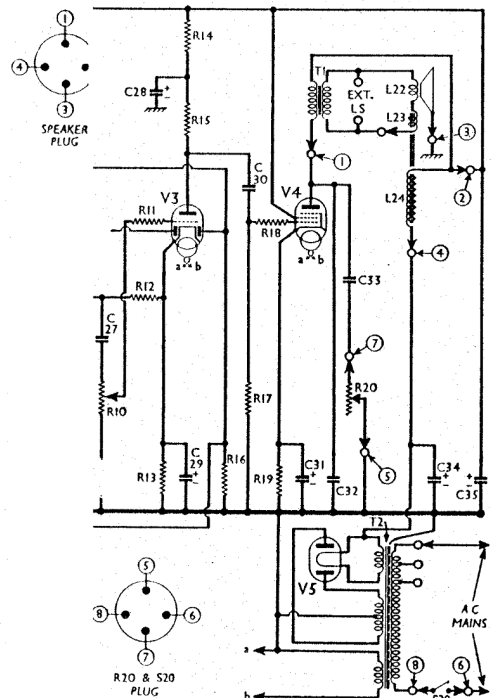 1
4
3
SPEAKER
PLUG
R14
C28
+
−
R15
C
30
V3
R11
a
b
R12
C
27
R10
R13
C
29
+
−
R16
R17
V4
R18
a
b
R19
C31
+
−
C32
C33
7
R20
5
T1
1
EXT.
LS
L22
L23
3
2
L24
4
C34
+
−
C35
+
−
T2
V5
a
b
A C
MAINS
8
6
5
8
6
7
R20 & S20
PLUG